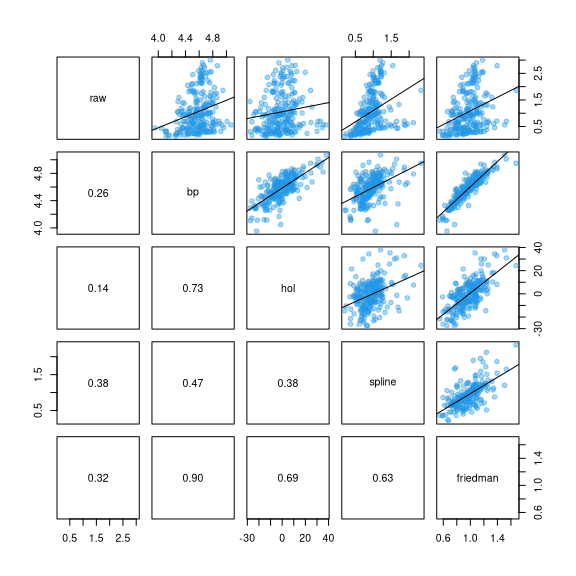 4.0 4.4 4.8 0.5 1.5
raw 0.5 1.5 2.5
4.0 4.4 4.8 0.26 bp
0.14 0.73 hol -30 0 20 40
0.5 1.5 0.38 0.47 0.38 spline
0.32 0.90 0.69 0.63 friedman 0.6 1.0 1.4
0.5 1.5 2.5 -30 0 20 40 0.6 1.0 1.4